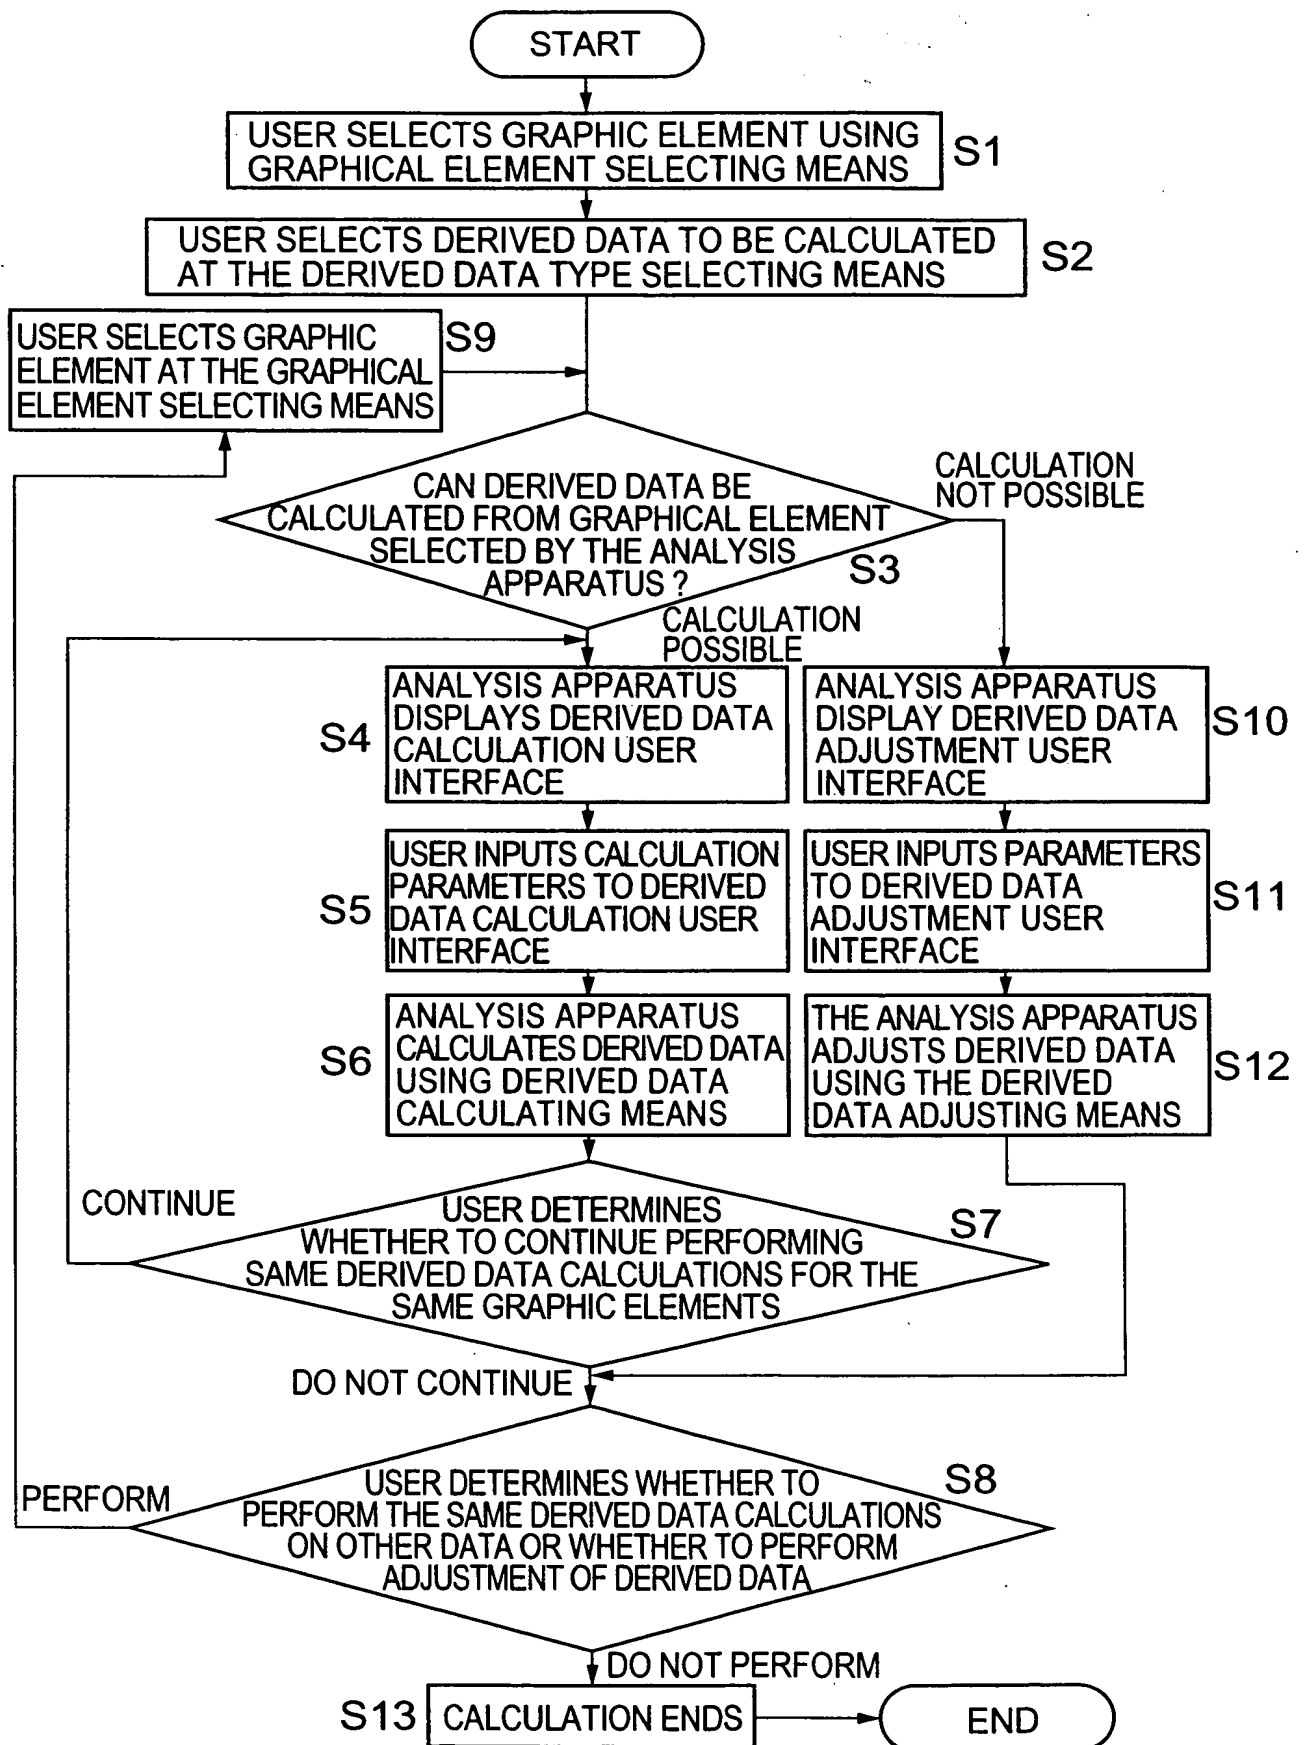 START
USER SELECTS GRAPHIC ELEMENT USING
GRAPHICAL ELEMENT SELECTING MEANS
S1
USER SELECTS DERIVED DATA TO BE CALCULATED
AT THE DERIVED DATA TYPE SELECTING MEANS
S2
USER SELECTS GRAPHIC
ELEMENT AT THE GRAPHICAL
ELEMENT SELECTING MEANS
S9
CAN DERIVED DATA BE
CALCULATED FROM GRAPHICAL ELEMENT
SELECTED BY THE ANALYSIS
APPARATUS ?
S3
CALCULATION
NOT POSSIBLE
CALCULATION
POSSIBLE
S4
ANALYSIS APPARATUS
DISPLAYS DERIVED DATA
CALCULATION USER
INTERFACE
ANALYSIS APPARATUS
DISPLAY DERIVED DATA
ADJUSTMENT USER
INTERFACE
S10
S5
USER INPUTS CALCULATION
PARAMETERS TO DERIVED
DATA CALCULATION USER
INTERFACE
USER INPUTS PARAMETERS
TO DERIVED DATA
ADJUSTMENT USER
INTERFACE
S11
S6
ANALYSIS APPARATUS
CALCULATES DERIVED DATA
USING DERIVED DATA
CALCULATING MEANS
THE ANALYSIS APPARATUS
ADJUSTS DERIVED DATA
USING THE DERIVED
DATA ADJUSTING MEANS
S12
CONTINUE
USER DETERMINES
WHETHER TO CONTINUE PERFORMING
SAME DERIVED DATA CALCULATIONS FOR THE
SAME GRAPHIC ELEMENTS
S7
DO NOT CONTINUE
PERFORM
USER DETERMINES WHETHER TO
PERFORM THE SAME DERIVED DATA CALCULATIONS
ON OTHER DATA OR WHETHER TO PERFORM
ADJUSTMENT OF DERIVED DATA
S8
DO NOT PERFORM
S13
CALCULATION ENDS
END